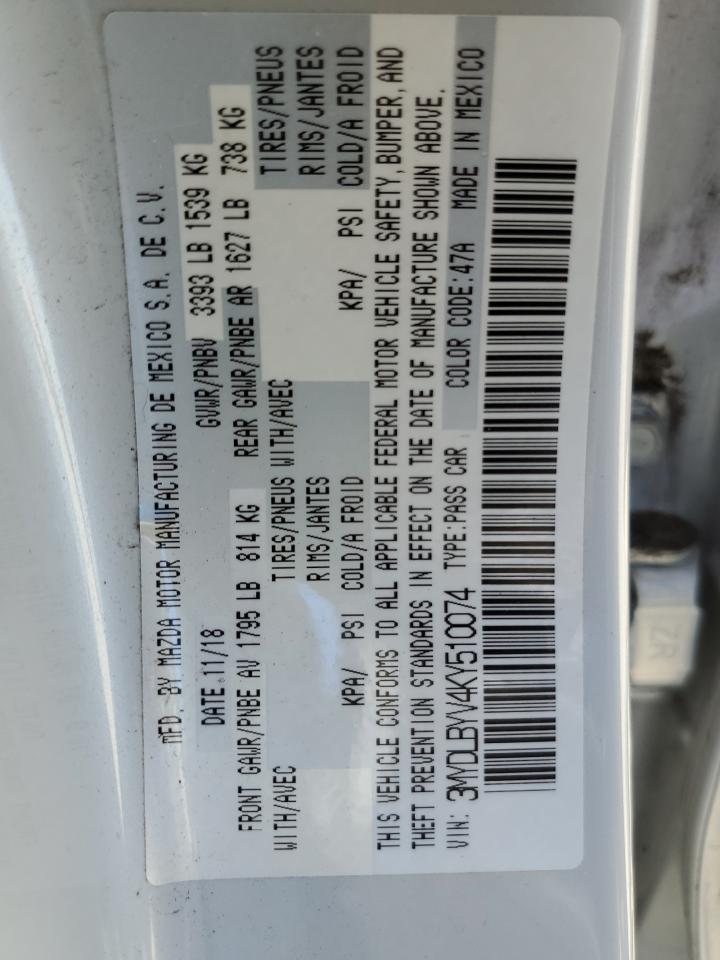 MFD. BY MAZDA MOTOR MANUFACTURING DE MEXICO S.A. DE C.V.
DATE 11/18 GVWR/PNBV 3393 LB 1539 KG
FRONT GAWR/PNBE AV 1795 LB 814 KG REAR GAWR/PNBE AR 1627 LB 738 KG
WITH/AVEC TIRES/PNEUS WITH/AVEC TIRES/PNEUS
RIMS/JANTES RIMS/JANTES
KPA/ PSI COLD/A FROID KPA/ PSI COLD/A FROID
THIS VEHICLE CONFORMS TO ALL APPLICABLE FEDERAL MOTOR VEHICLE SAFETY, BUMPER, AND
THEFT PREVENTION STANDARDS IN EFFECT ON THE DATE OF MANUFACTURE SHOWN ABOVE.
VIN: 3MYDLBYV4KY510074 TYPE:PASS CAR COLOR CODE:47A MADE IN MEXICO
ZR